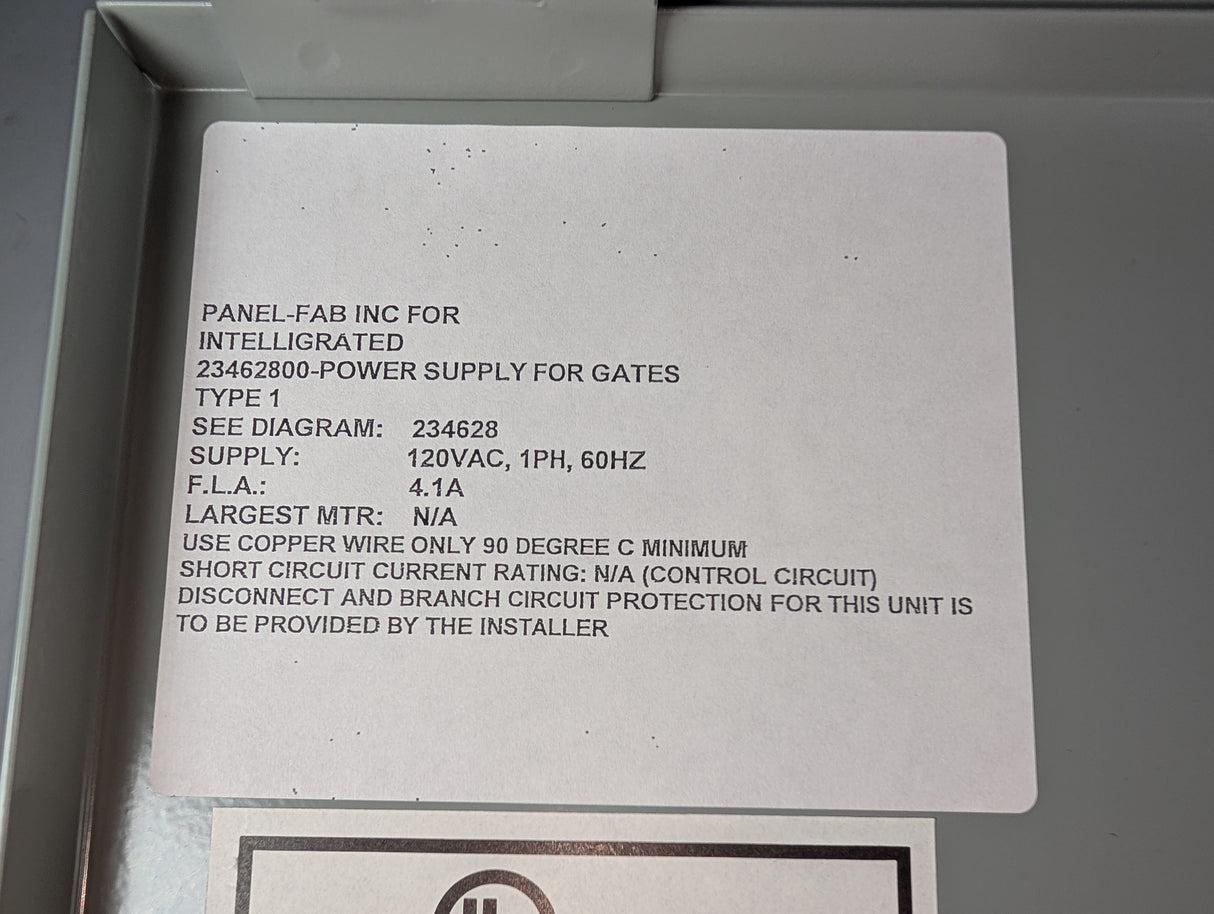 PANEL-FAB INC FOR
INTELLIGRATED
23462800-POWER SUPPLY FOR GATES
TYPE 1
SEE DIAGRAM: 234628
SUPPLY: 120VAC, 1PH, 60HZ
F.L.A.: 4.1A
LARGEST MTR: N/A
USE COPPER WIRE ONLY 90 DEGREE C MINIMUM
SHORT CIRCUIT CURRENT RATING: N/A (CONTROL CIRCUIT)
DISCONNECT AND BRANCH CIRCUIT PROTECTION FOR THIS UNIT IS
TO BE PROVIDED BY THE INSTALLER